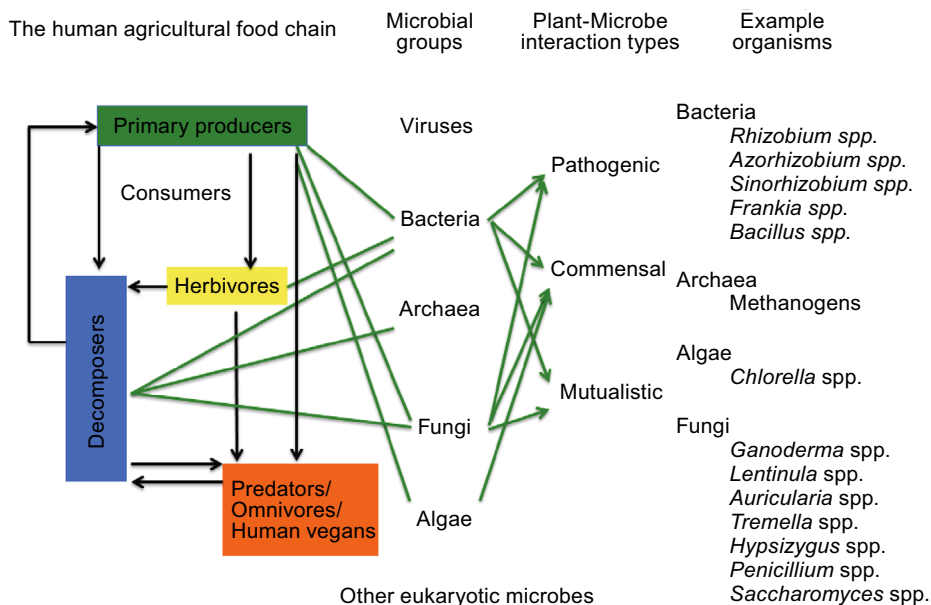 The human agricultural food chain
Microbial
groups
Plant-Microbe
interaction types
Example
organisms
Primary producers
Consumers
Herbivores
Decomposers
Predators/
Omnivores/
Human vegans
Viruses
Bacteria
Archaea
Fungi
Algae
Other eukaryotic microbes
Pathogenic
Commensal
Mutualistic
Bacteria
Rhizobium spp.
Azorhizobium spp.
Sinorhizobium spp.
Frankia spp.
Bacillus spp.
Archaea
Methanogens
Algae
Chlorella spp.
Fungi
Ganoderma spp.
Lentinula spp.
Auricularia spp.
Tremella spp.
Hypsizygus spp.
Penicillium spp.
Saccharomyces spp.